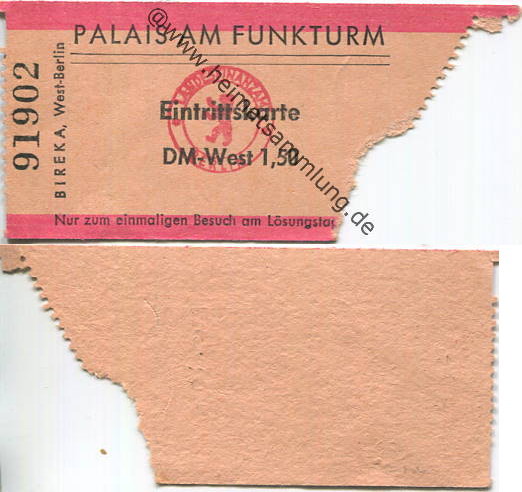 PALAIS AM FUNKTURM
91902
BIREKA, West-Berlin
Eintrittskarte
DM-West 1,50
Nur zum einmaligen Besuch am Lösungstag
BERLIN
@www.heimatsammlung.de